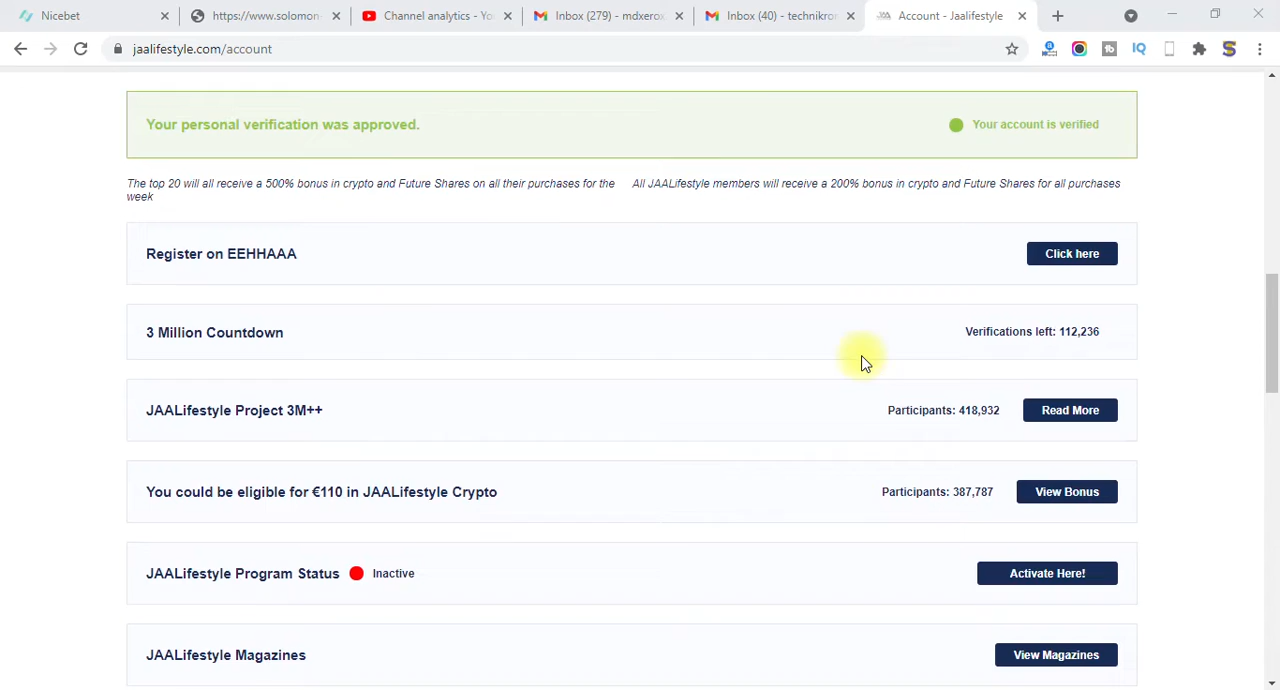 Nicebet
https://www.solomon-
Channel analytics - Yo
Inbox (279) - mdxerox
Inbox (40) - technikron
Account - Jaalifestyle
jaalifestyle.com/account
Your personal verification was approved.
Your account is verified
The top 20 will all receive a 500% bonus in crypto and Future Shares on all their purchases for the
week
All JAALifestyle members will receive a 200% bonus in crypto and Future Shares for all purchases
Register on EEHHAAA
Click here
3 Million Countdown
Verifications left: 112,236
JAALifestyle Project 3M++
Participants: 418,932
Read More
You could be eligible for €110 in JAALifestyle Crypto
Participants: 387,787
View Bonus
JAALifestyle Program Status
Inactive
Activate Here!
JAALifestyle Magazines
View Magazines